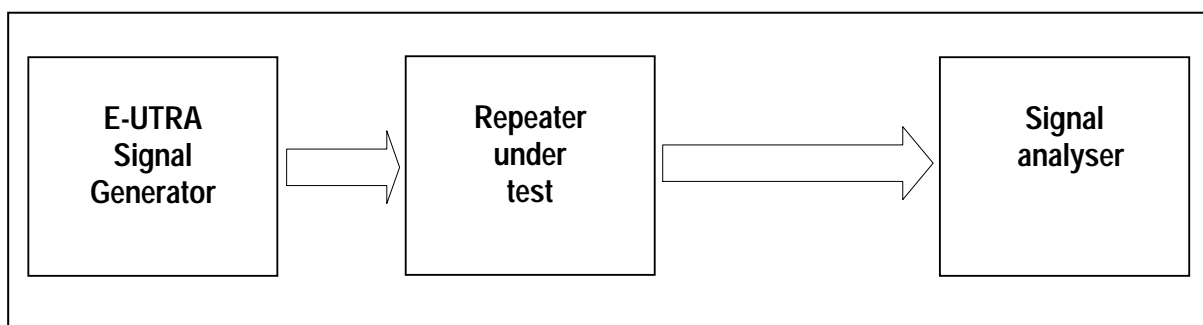 E-UTRA
Signal
Generator
Repeater
under
test
Signal
analyser